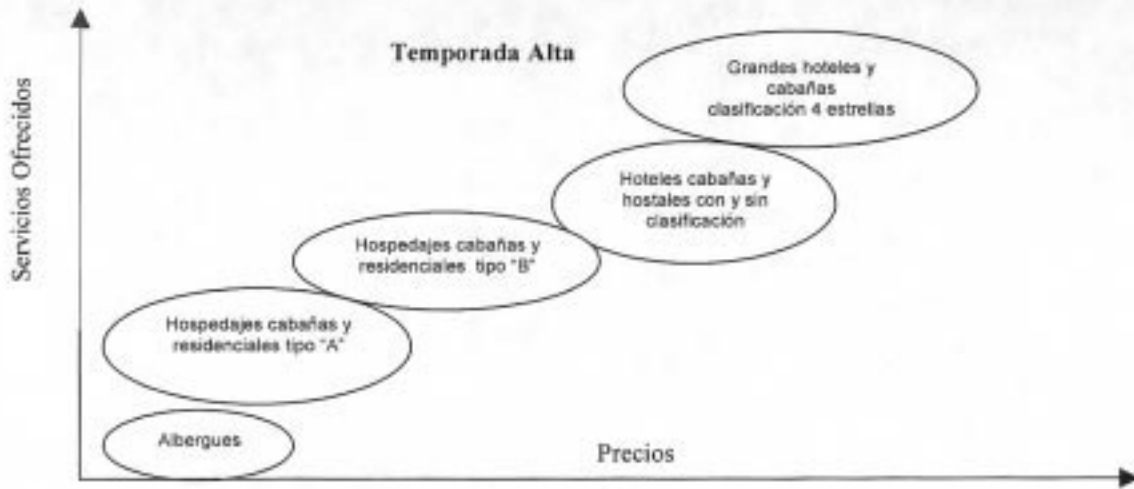 Temporada Alta
Grandes hoteles y
cabañas
clasificación 4 estrellas
Hoteles cabañas y
hostales con y sin
clasificación
Servicios Ofrecidos
Hospedajes cabañas y
residenciales tipo "B"
Hospedajes cabañas y
residenciales tipo "A"
Albergues
Precios